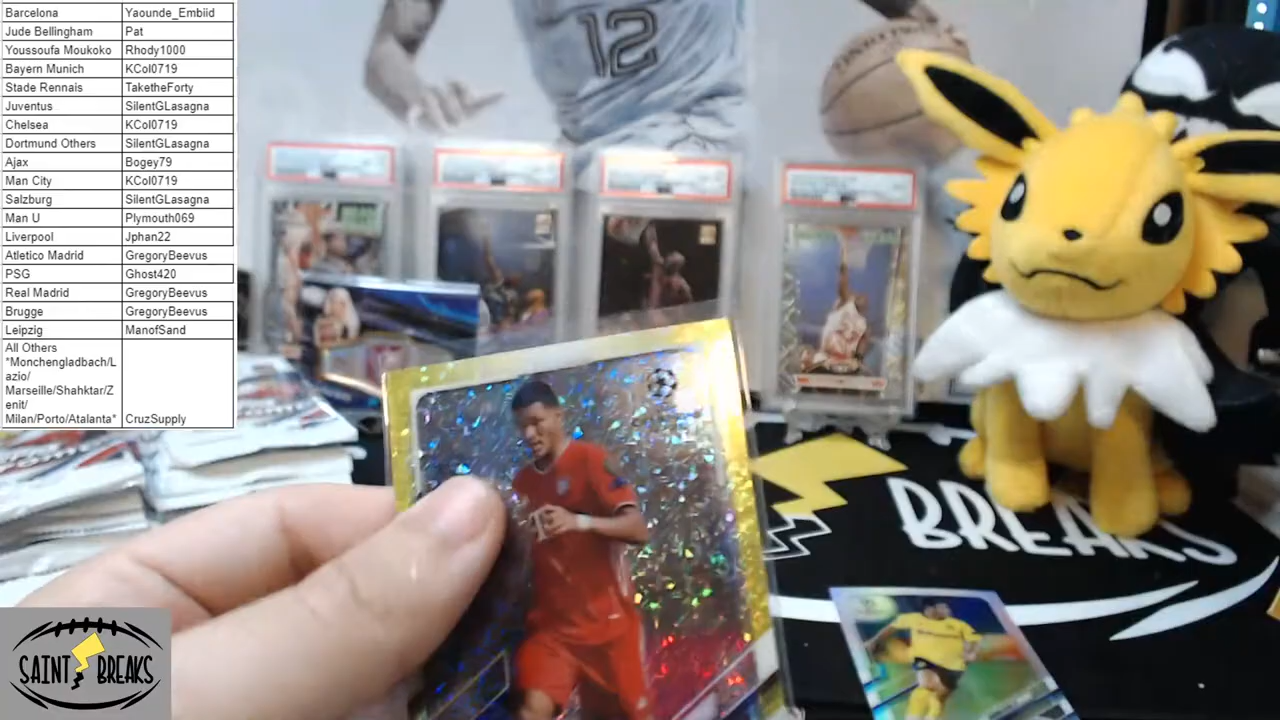 Barcelona Yaounde_Embiid
Jude Bellingham Pat
Youssoufa Moukoko Rhody1000
Bayern Munich KCol0719
Stade Rennais TaketheForty
Juventus SilentGLasagna
Chelsea KCol0719
Dortmund Others SilentGLasagna
Ajax Bogey79
Man City KCol0719
Salzburg SilentGLasagna
Man U Plymouth069
Liverpool Jphan22
Atletico Madrid GregoryBeevus
PSG Ghost420
Real Madrid GregoryBeevus
Brugge GregoryBeevus
Leipzig ManofSand
All Others
*Monchengladbach/L
azio/
Marseille/Shahktar/Z
enit/
Milan/Porto/Atalanta* CruzSupply
12
BREAKS
SAINT BREAKS